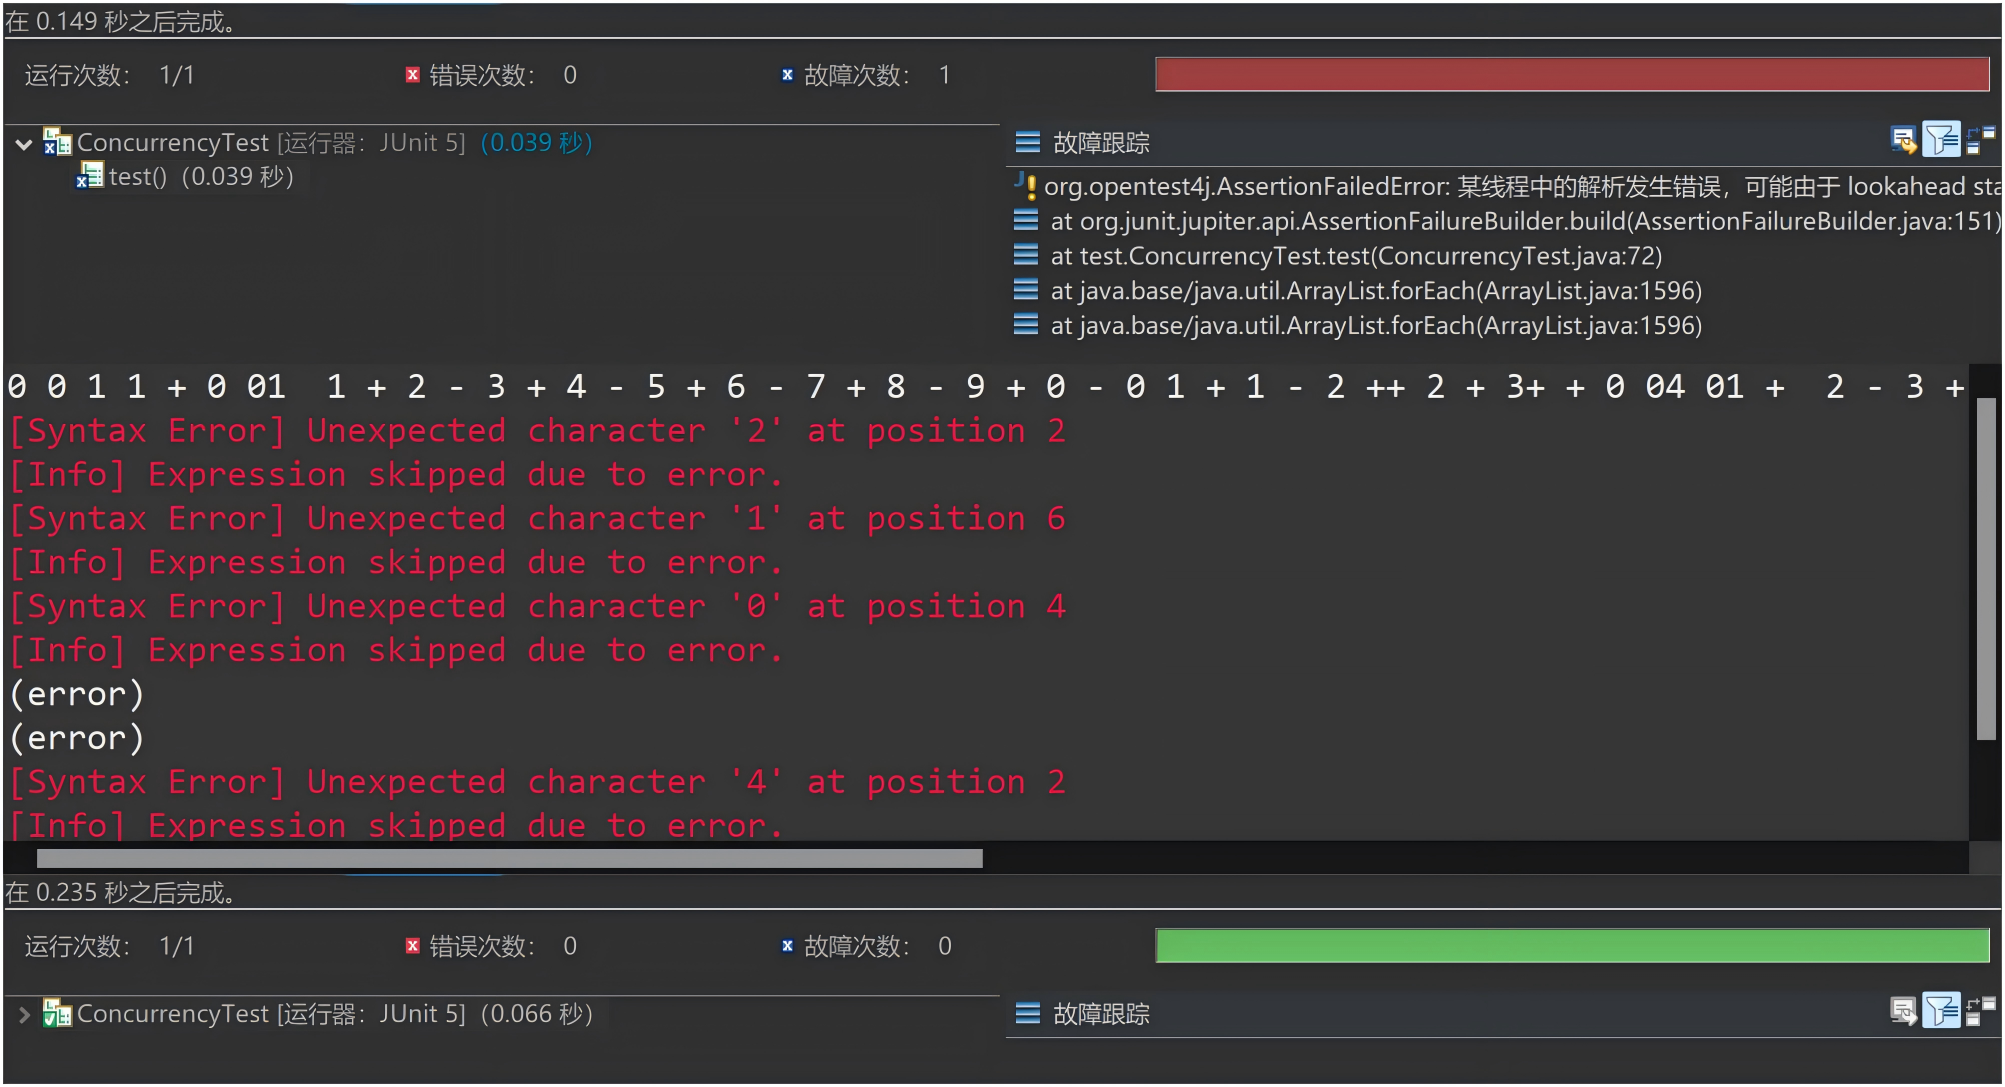 在 0.149 秒之后完成。
运行次数： 1/1 错误次数： 0 故障次数： 1
ConcurrencyTest [运行器：JUnit 5] (0.039 秒)
test() (0.039 秒)
故障跟踪
org.opentest4j.AssertionFailedError: 某线程中的解析发生错误，可能由于 lookahead sta
at org.junit.jupiter.api.AssertionFailureBuilder.build(AssertionFailureBuilder.java:151)
at test.ConcurrencyTest.test(ConcurrencyTest.java:72)
at java.base/java.util.ArrayList.forEach(ArrayList.java:1596)
at java.base/java.util.ArrayList.forEach(ArrayList.java:1596)
0 0 1 1 + 0 01  1 + 2 - 3 + 4 - 5 + 6 - 7 + 8 - 9 + 0 - 0 1 + 1 - 2 ++ 2 + 3+ + 0 04 01 +  2 - 3 +
[Syntax Error] Unexpected character '2' at position 2
[Info] Expression skipped due to error.
[Syntax Error] Unexpected character '1' at position 6
[Info] Expression skipped due to error.
[Syntax Error] Unexpected character '0' at position 4
[Info] Expression skipped due to error.
(error)
(error)
[Syntax Error] Unexpected character '4' at position 2
[Info] Expression skipped due to error.
在 0.235 秒之后完成。
运行次数： 1/1 错误次数： 0 故障次数： 0
ConcurrencyTest [运行器：JUnit 5] (0.066 秒)
故障跟踪